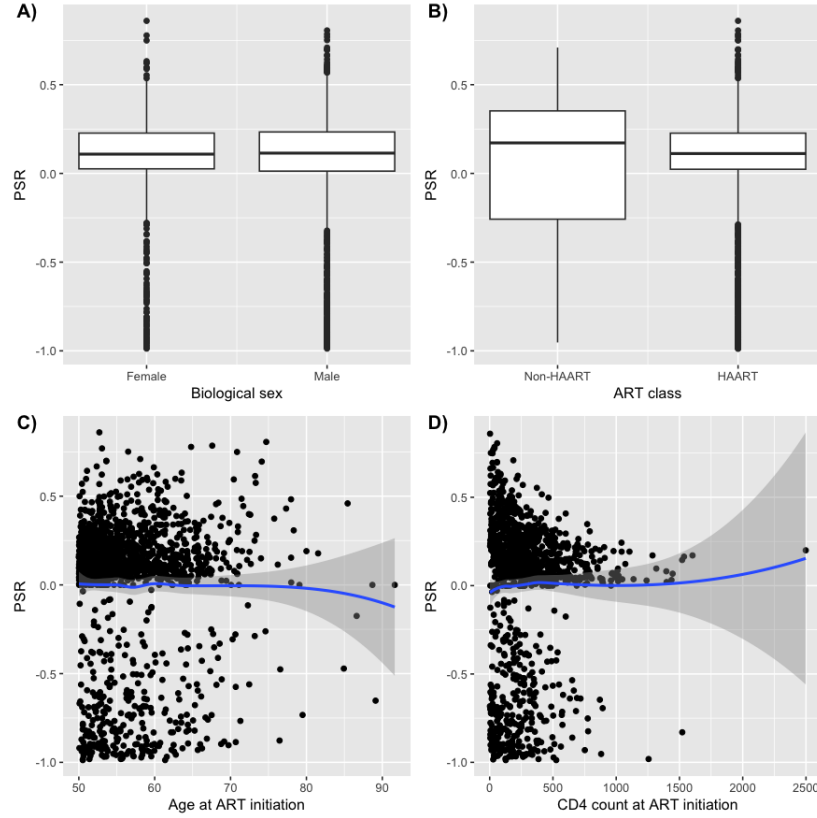 A)
PSR
0.5
0.0
-0.5
-1.0
Female
Male
Biological sex
B)
PSR
0.5
0.0
-0.5
-1.0
Non-HAART
HAART
ART class
C)
PSR
0.5
0.0
-0.5
-1.0
50
60
70
80
90
Age at ART initiation
D)
PSR
0.5
0.0
-0.5
-1.0
0
500
1000
1500
2000
2500
CD4 count at ART initiation